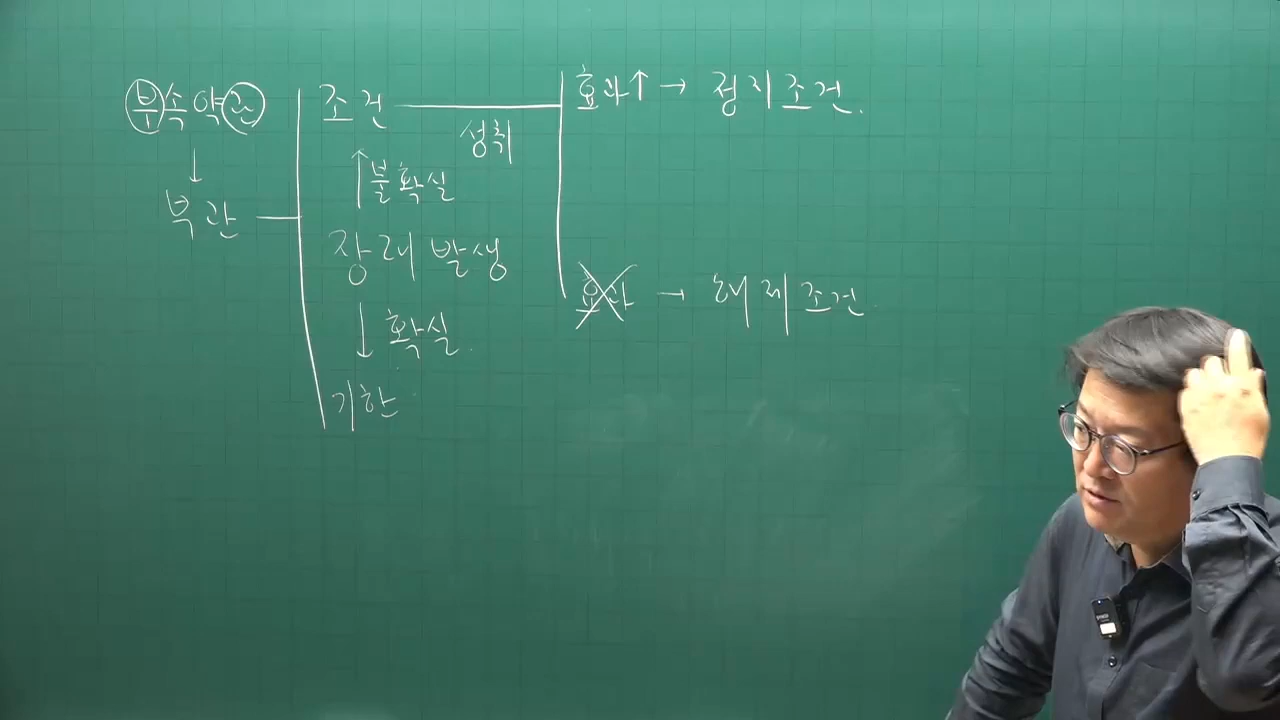 부속약관
↓
부관
조건
성취
↑ 불확실
장래 발생
↓ 확실.
기한
효과↑ → 정지조건.
효과 → 해제조건.